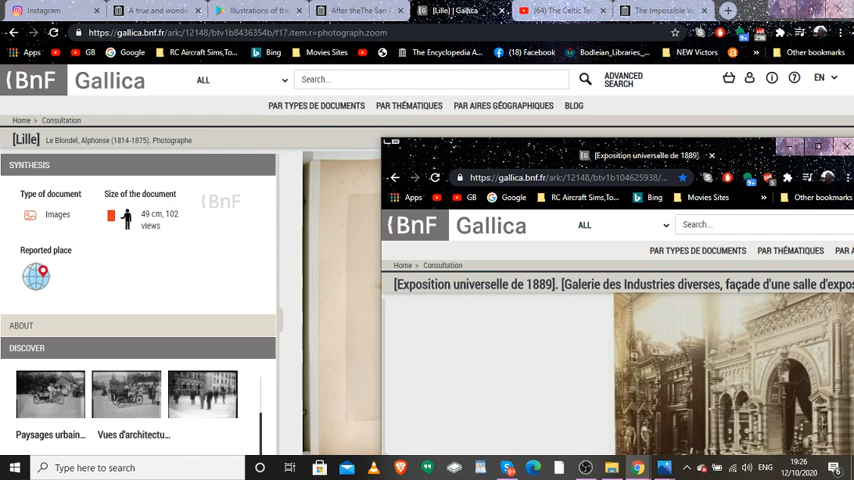 Instagram
A true and wonde
Illustrations of the
After theThe San
[Lille] | Gallica
(64) The Celtic Ta
The Impossible V
https://gallica.bnf.fr/ark:/12148/btv1b8436354b/f17.item.r=photograph.zoom
Apps
GB
Google
RC Aircraft Sims,To...
Bing
Movies Sites
The Encyclopedia A...
(18) Facebook
Bodleian_Libraries,_...
NEW Victors
Other bookmarks
BnF Gallica
ALL
Search...
ADVANCED SEARCH
EN
PAR TYPES DE DOCUMENTS
PAR THÉMATIQUES
PAR AIRES GÉOGRAPHIQUES
BLOG
Home > Consultation
[Lille] Le Blondel, Alphonse (1814-1875). Photographe
SYNTHESIS
Type of document
Images
Size of the document
49 cm, 102 views
BnF
Reported place
ABOUT
DISCOVER
Paysages urbain...
Vues d'architectu...
[Exposition universelle de 1889].
https://gallica.bnf.fr/ark:/12148/btv1b104625938/...
Apps
GB
Google
RC Aircraft Sims,To...
Bing
Movies Sites
Other bookmarks
BnF Gallica
ALL
Search...
PAR TYPES DE DOCUMENTS
PAR THÉMATIQUES
PAR A
Home > Consultation
[Exposition universelle de 1889]. [Galerie des Industries diverses, façade d'une salle d'expos
Type here to search
ENG
19:26
12/10/2020